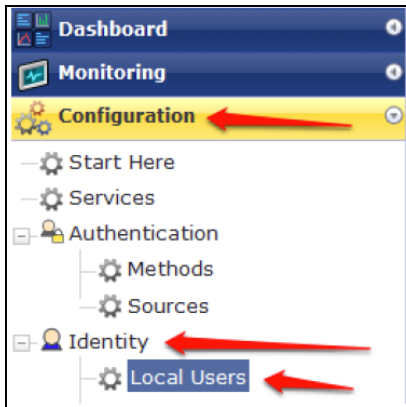 Dashboard
Monitoring
Configuration
Start Here
Services
Authentication
Methods
Sources
Identity
Local Users